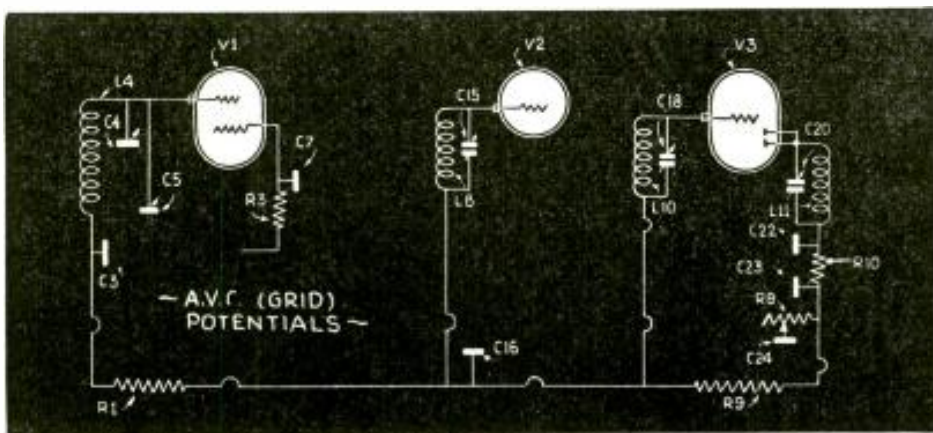 V1
V2
V3
L4
C15
C18
C20
C4
C7
C5
R3
L8
L10
L11
C22
C3
C23
R10
~ A.V.C. (GRID)
POTENTIALS ~
R8
C16
C24
R1
R9